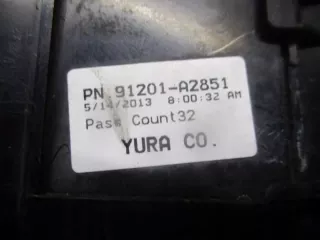 PN 91201-A2851
5/14/2013 8:00:32 AM
Pass Count32
YURA CO.